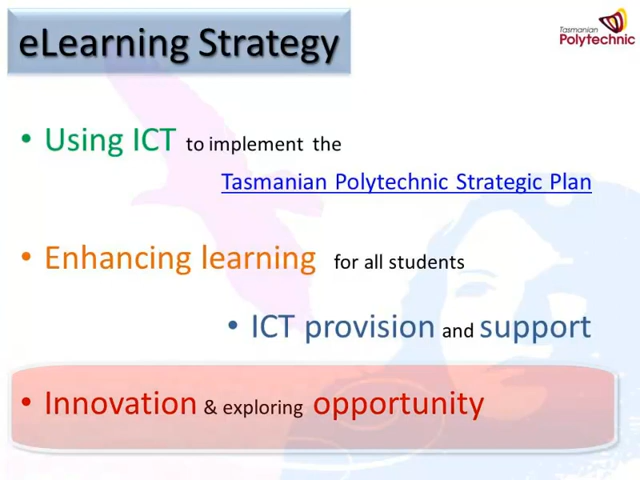 eLearning Strategy
Tasmanian
Polytechnic
• Using ICT to implement the
Tasmanian Polytechnic Strategic Plan
• Enhancing learning for all students
• ICT provision and support
• Innovation & exploring opportunity